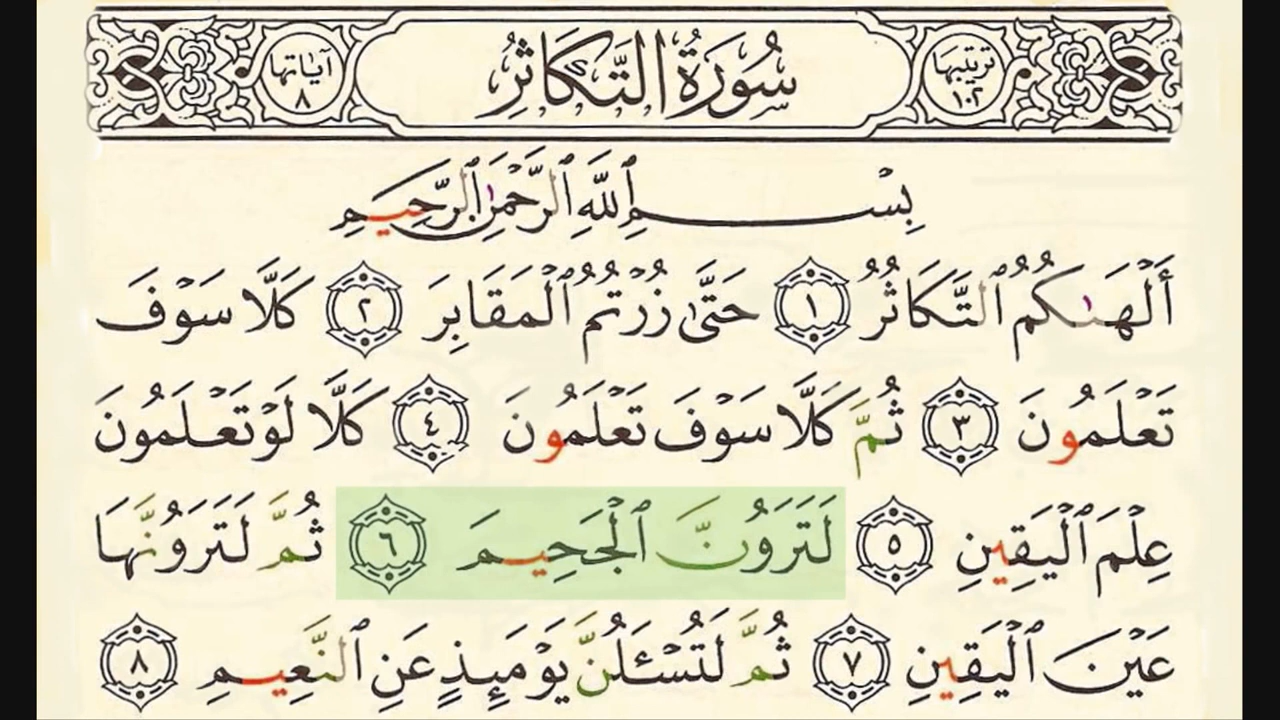 ترتيبها ١٠٢ سُورَةُ التَّكَاثُرِ آياتها ٨
بِسْمِ ٱللَّهِ ٱلرَّحْمَٰنِ ٱلرَّحِيمِ
أَلْهَىٰكُمُ ٱلتَّكَاثُرُ ١ حَتَّىٰ زُرْتُمُ ٱلْمَقَابِرَ ٢ كَلَّا سَوْفَ
تَعْلَمُونَ ٣ ثُمَّ كَلَّا سَوْفَ تَعْلَمُونَ ٤ كَلَّا لَوْ تَعْلَمُونَ
عِلْمَ ٱلْيَقِينِ ٥ لَتَرَوُنَّ ٱلْجَحِيمَ ٦ ثُمَّ لَتَرَوُنَّهَا
عَيْنَ ٱلْيَقِينِ ٧ ثُمَّ لَتُسْـَٔلُنَّ يَوْمَئِذٍ عَنِ ٱلنَّعِيمِ ٨